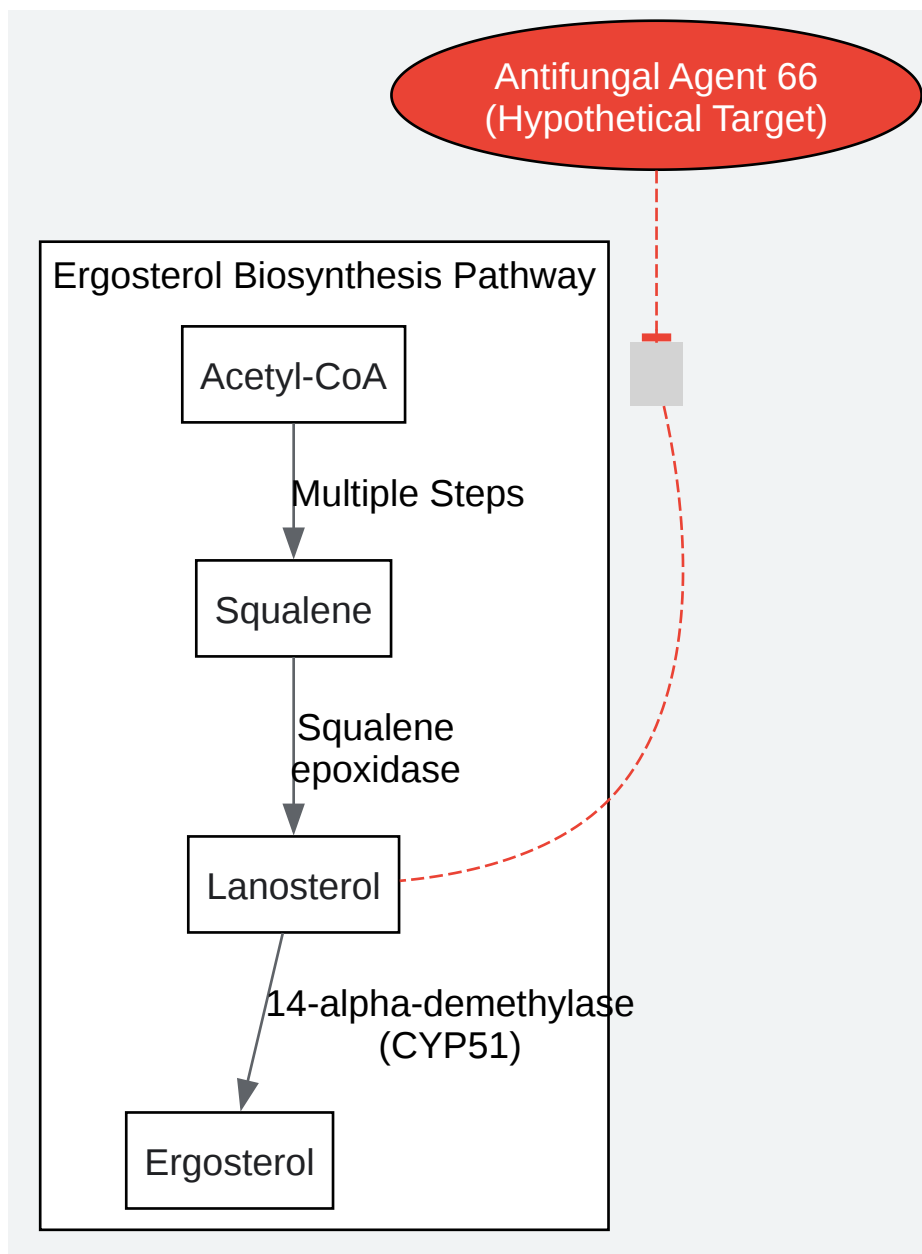 Antifungal Agent 66
(Hypothetical Target)
Ergosterol Biosynthesis Pathway
Acetyl-CoA
Multiple Steps
Squalene
Squalene
epoxidase
Lanosterol
14-alpha-demethylase
(CYP51)
Ergosterol